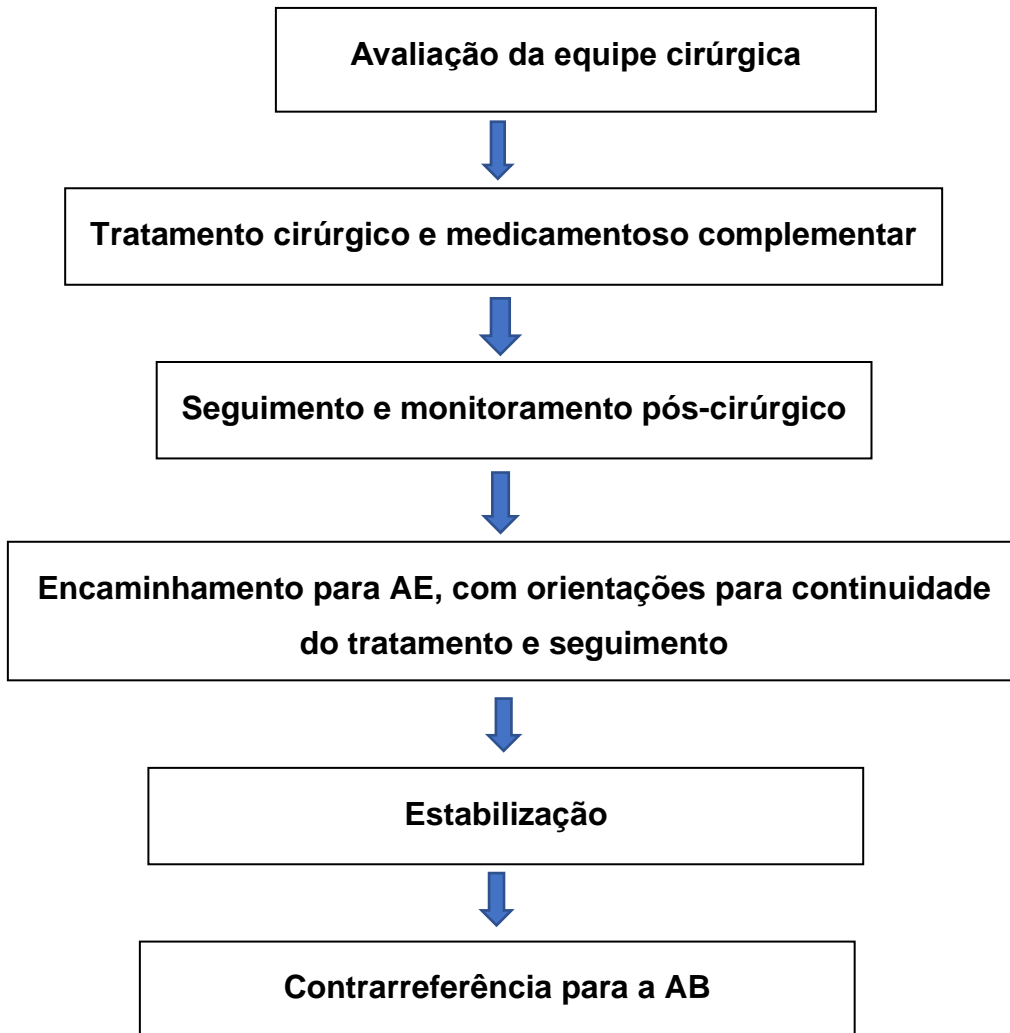 Avaliação da equipe cirúrgica
Tratamento cirúrgico e medicamentoso complementar
Seguimento e monitoramento pós-cirúrgico
Encaminhamento para AE, com orientações para continuidade
do tratamento e seguimento
Estabilização
Contrarreferência para a AB